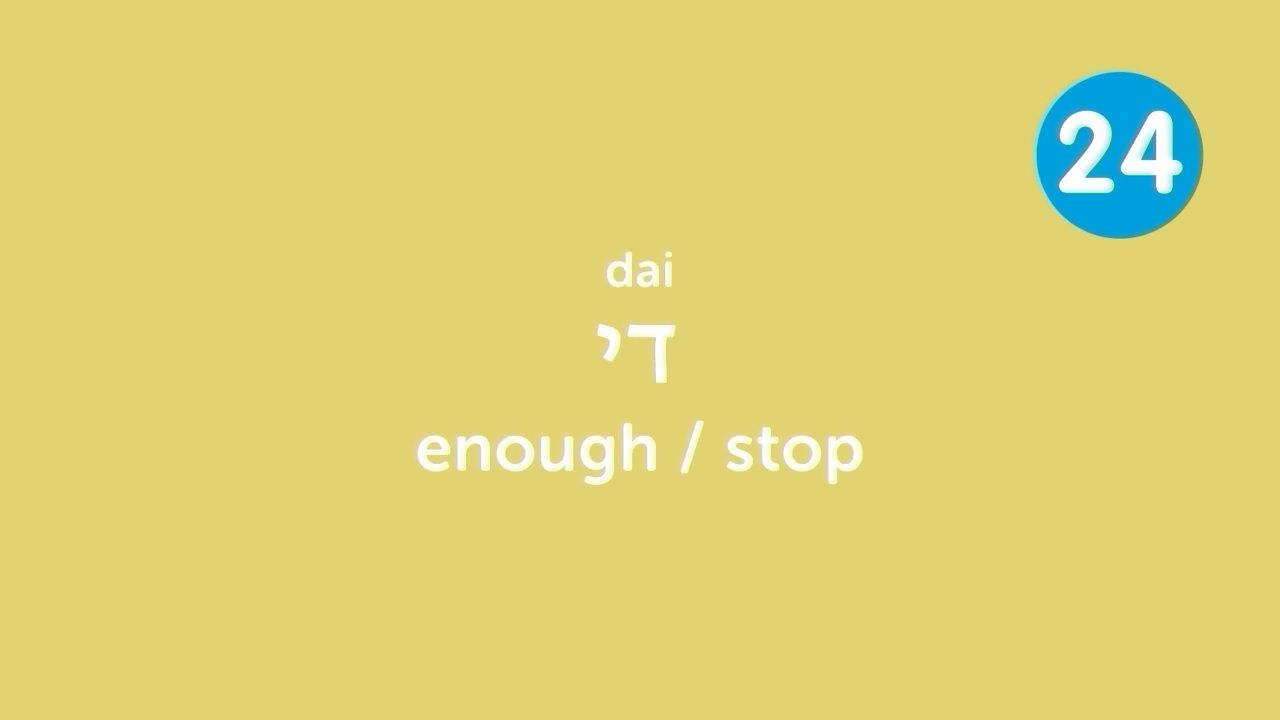 24
dai
די
enough / stop